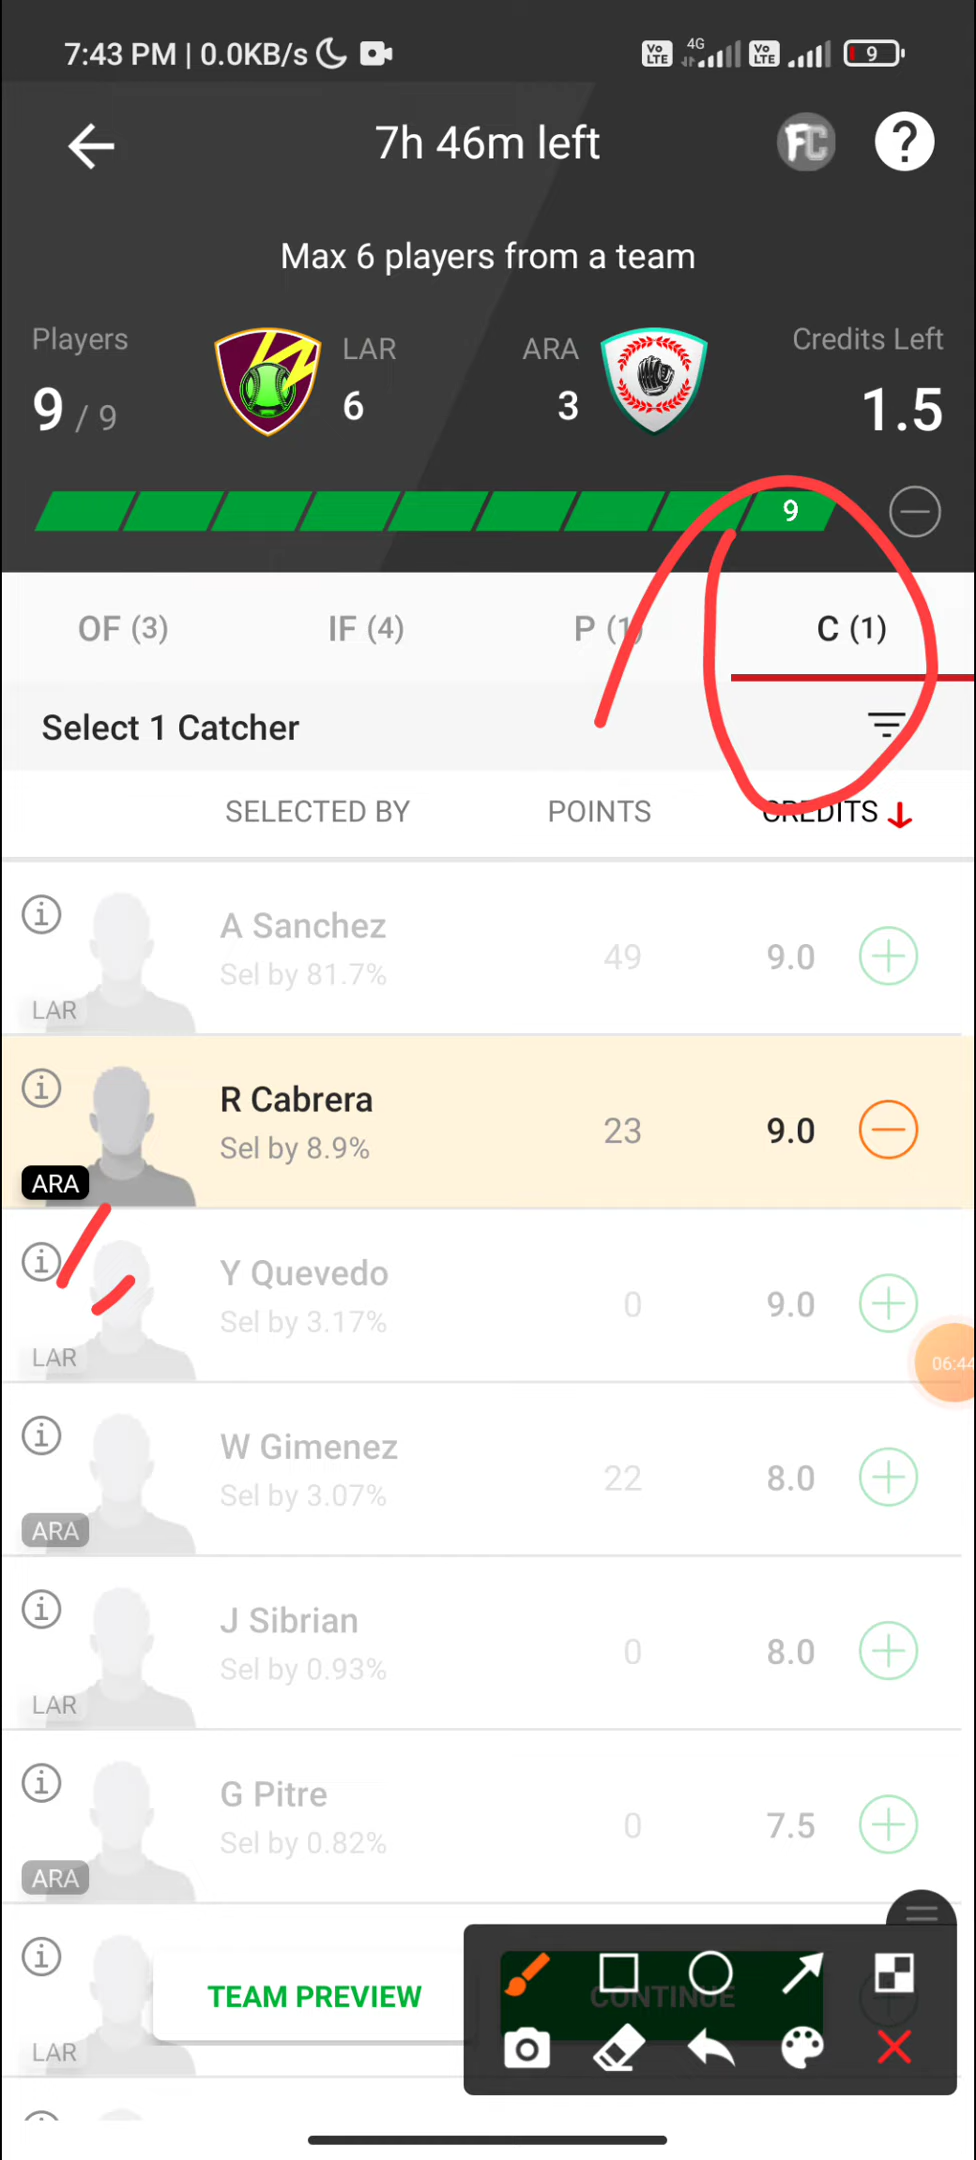 7:43 PM | 0.0KB/s Vo LTE 4G Vo LTE 9
7h 46m left FC ?
Max 6 players from a team
Players LAR ARA Credits Left
9 / 9 6 3 1.5
9
OF (3) IF (4) P (1) C (1)
Select 1 Catcher
SELECTED BY POINTS CREDITS
A Sanchez
Sel by 81.7% 49 9.0
LAR
R Cabrera
Sel by 8.9% 23 9.0
ARA
Y Quevedo
Sel by 3.17% 0 9.0
LAR
06:44
W Gimenez
Sel by 3.07% 22 8.0
ARA
J Sibrian
Sel by 0.93% 0 8.0
LAR
G Pitre
Sel by 0.82% 0 7.5
ARA
TEAM PREVIEW CONTINUE
LAR